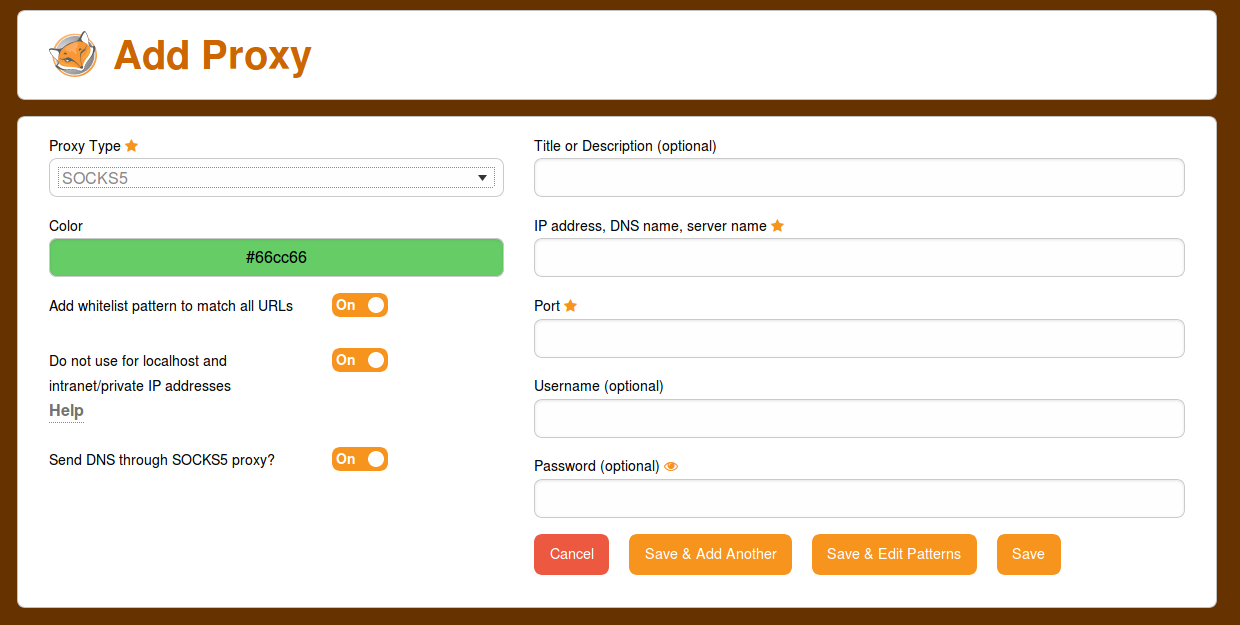 Add Proxy
Proxy Type
SOCKS5
Color
#66cc66
Add whitelist pattern to match all URLs
On
Do not use for localhost and
intranet/private IP addresses
On
Help
Send DNS through SOCKS5 proxy?
On
Title or Description (optional)
IP address, DNS name, server name
Port
Username (optional)
Password (optional)
Cancel
Save & Add Another
Save & Edit Patterns
Save